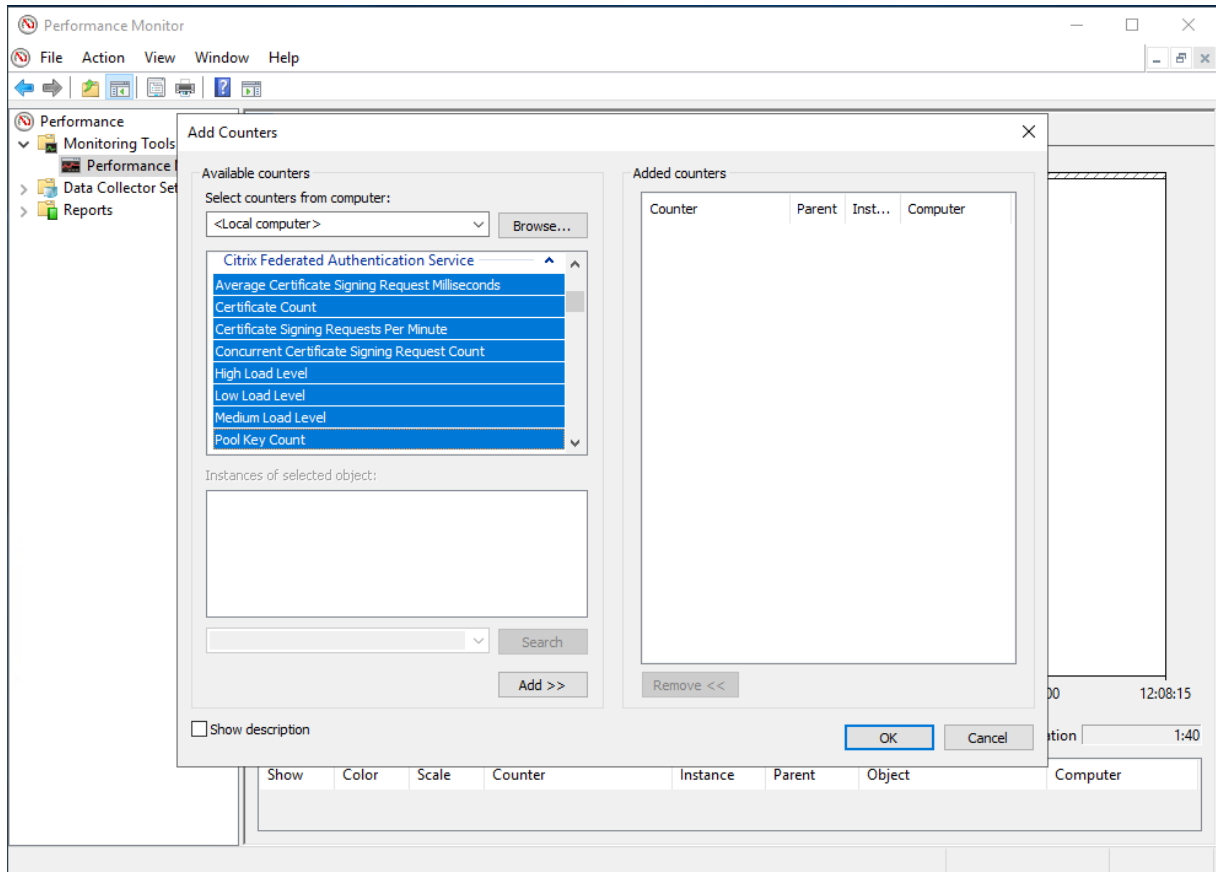 Performance Monitor
File Action View Window Help
Performance
Monitoring Tools
Performance
Data Collector Set
Reports
Add Counters
Available counters
Select counters from computer:
<Local computer>
Browse...
Citrix Federated Authentication Service
Average Certificate Signing Request Milliseconds
Certificate Count
Certificate Signing Requests Per Minute
Concurrent Certificate Signing Request Count
High Load Level
Low Load Level
Medium Load Level
Pool Key Count
Instances of selected object:
Search
Add >>
Show description
Added counters
Counter Parent Inst... Computer
Remove <<
OK Cancel
00 12:08:15
ation 1:40
Show Color Scale Counter Instance Parent Object Computer